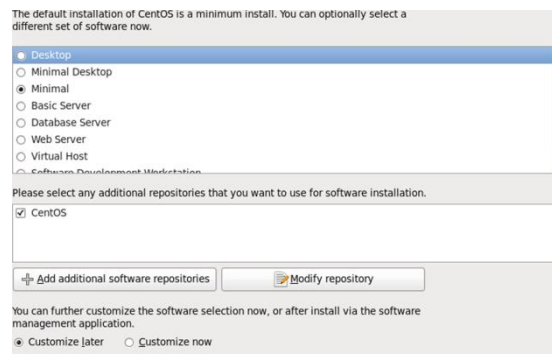 The default installation of CentOS is a minimum install. You can optionally select a
different set of software now.
Desktop
Minimal Desktop
Minimal
Basic Server
Database Server
Web Server
Virtual Host
Software Development Workstation
Please select any additional repositories that you want to use for software installation.
CentOS
Add additional software repositories
Modify repository
You can further customize the software selection now, or after install via the software
management application.
Customize later
Customize now